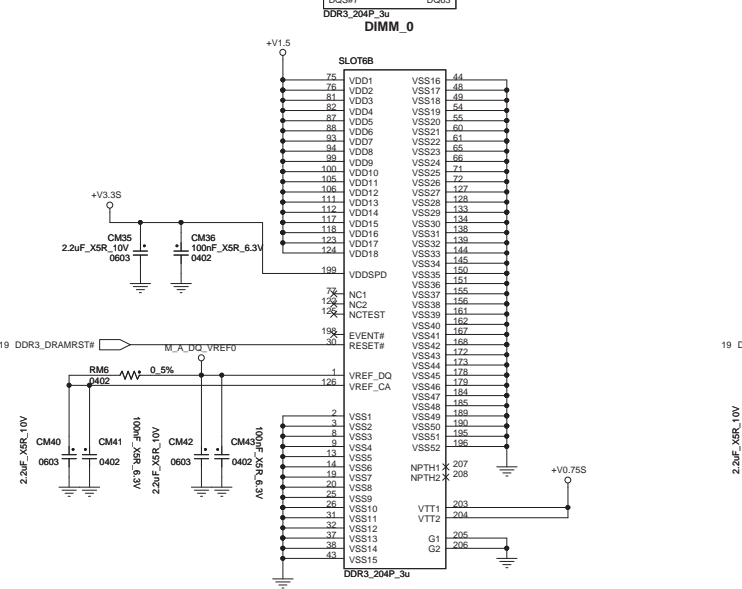 DQS#7 DQ63
DDR3_204P_3u
DIMM_0
+V1.5
SLOT6B
75 VDD1 VSS16 44
76 VDD2 VSS17 48
81 VDD3 VSS18 49
82 VDD4 VSS19 54
87 VDD5 VSS20 55
88 VDD6 VSS21 60
93 VDD7 VSS22 61
94 VDD8 VSS23 65
99 VDD9 VSS24 66
100 VDD10 VSS25 71
105 VDD11 VSS26 72
106 VDD12 VSS27 127
111 VDD13 VSS28 128
112 VDD14 VSS29 133
117 VDD15 VSS30 134
118 VDD16 VSS31 138
123 VDD17 VSS32 139
124 VDD18 VSS33 144
VSS34 145
199 VDDSPD VSS35 150
VSS36 151
77 NC1 VSS37 155
122 NC2 VSS38 156
125 NCTEST VSS39 161
VSS40 162
198 EVENT# VSS41 167
30 RESET# VSS42 168
VSS43 172
VSS44 173
1 VREF_DQ VSS45 178
126 VREF_CA VSS46 179
VSS47 184
VSS48 185
2 VSS1 VSS49 189
3 VSS2 VSS50 190
8 VSS3 VSS51 195
9 VSS4 VSS52 196
13 VSS5
14 VSS6 NPTH1 207
19 VSS7 NPTH2 208
20 VSS8
25 VSS9
26 VSS10 VTT1 203
31 VSS11 VTT2 204
32 VSS12
37 VSS13 G1 205
38 VSS14 G2 206
43 VSS15
DDR3_204P_3u
+V3.3S
CM35
2.2uF_X5R_10V
0603
CM36
100nF_X5R_6.3V
0402
19 DDR3_DRAMRST#
M_A_DQ_VREF0
RM6 0_5%
0402
2.2uF_X5R_10V
CM40
0603
CM41
0402
100nF_X5R_6.3V
2.2uF_X5R_10V
CM42
0603
CM43
0402
100nF_X5R_6.3V
+V0.75S
19 D
2.2uF_X5R_10V